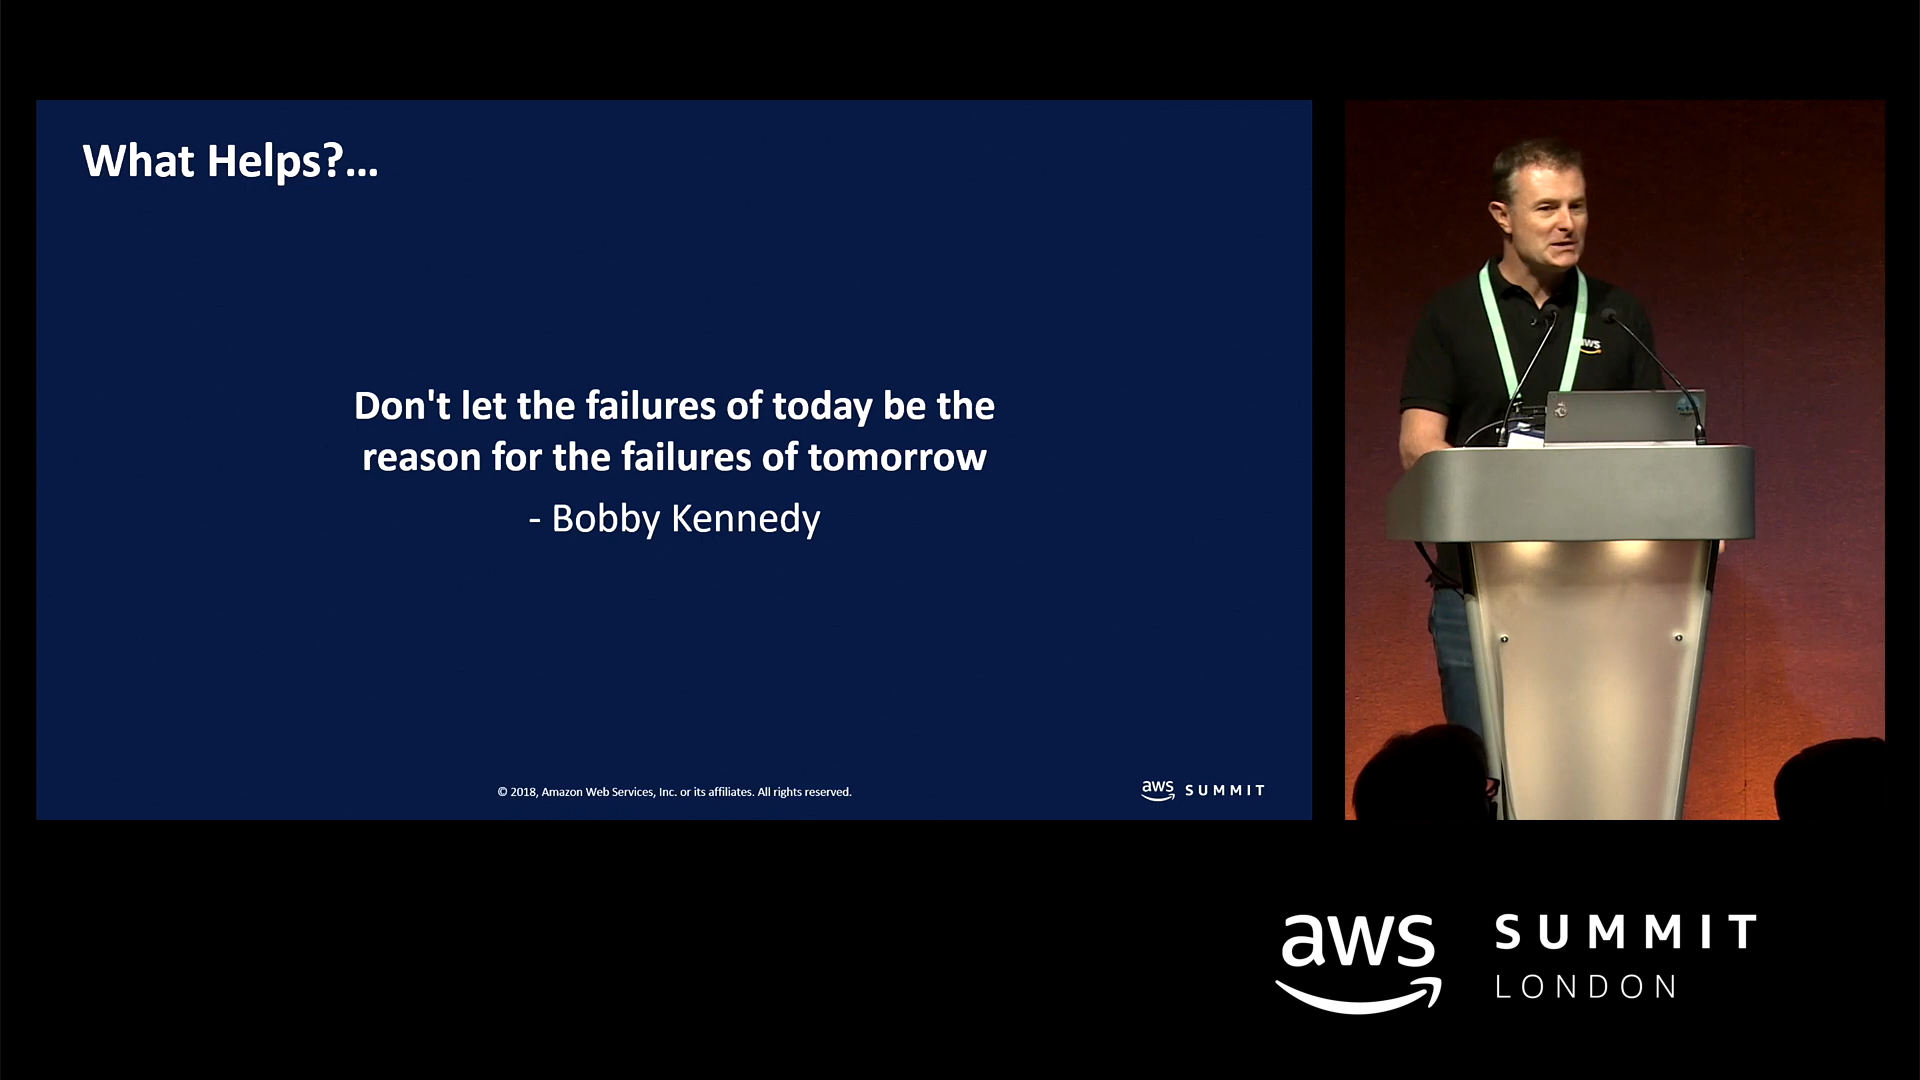 What Helps?...
Don't let the failures of today be the
reason for the failures of tomorrow
- Bobby Kennedy
© 2018, Amazon Web Services, Inc. or its affiliates. All rights reserved.
aws SUMMIT
aws
aws SUMMIT
LONDON